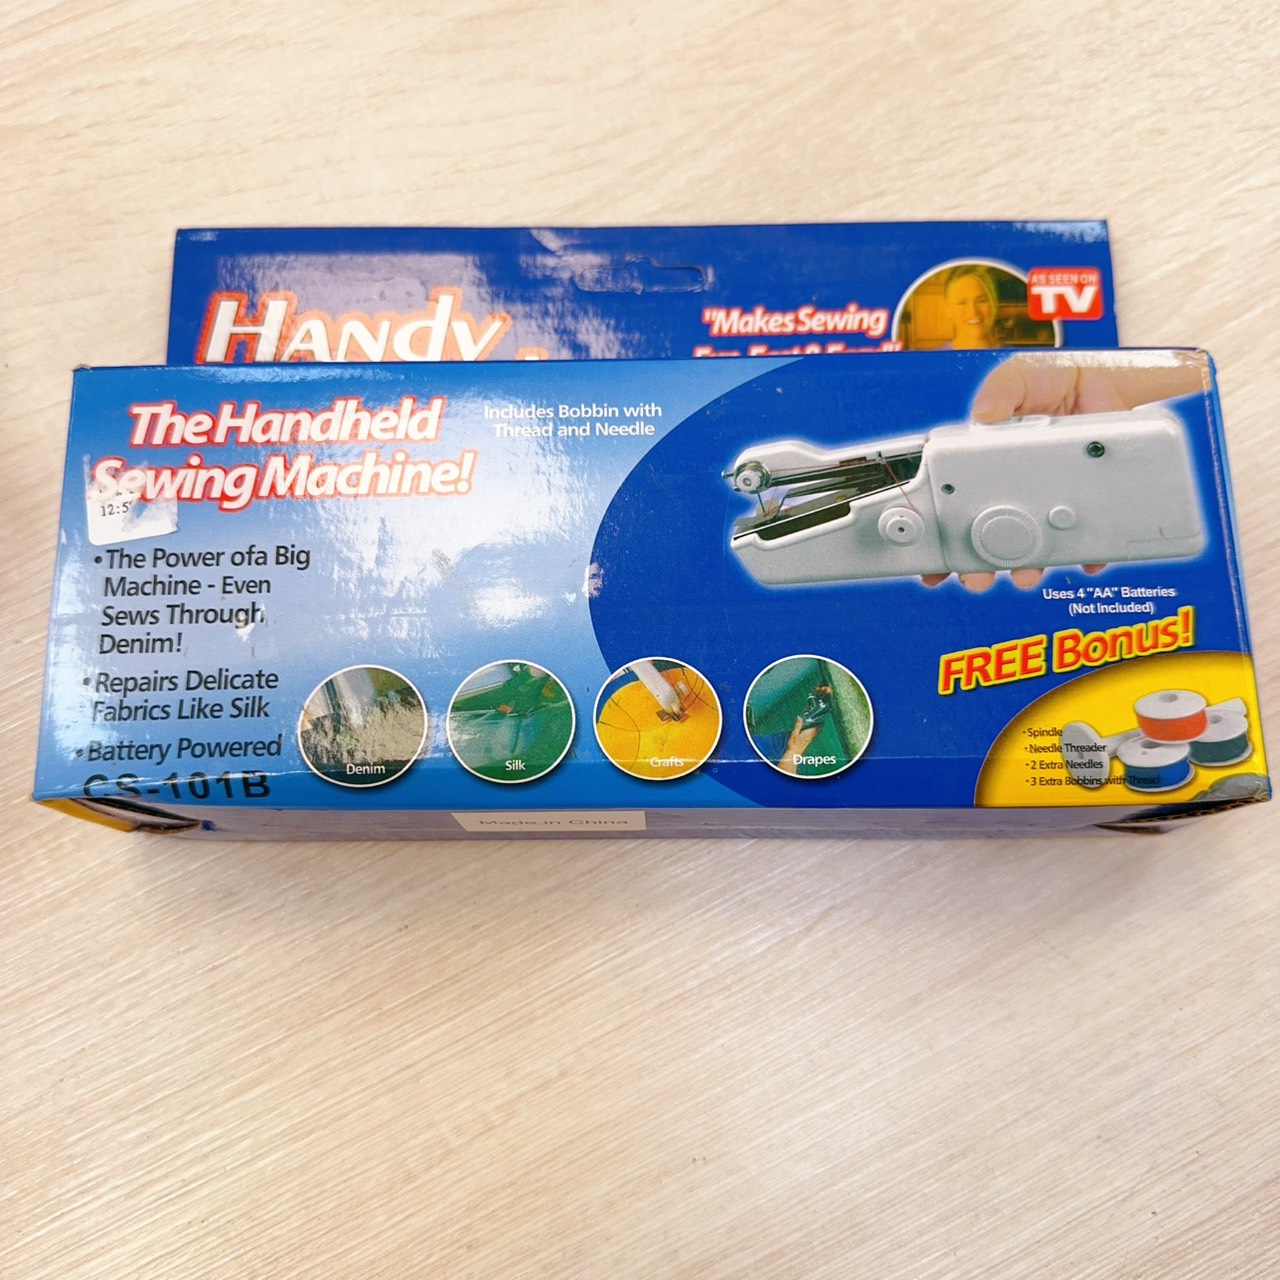 Handy
"Makes Sewing
AS SEEN ON
TV
The Handheld
Sewing Machine!
Includes Bobbin with
Thread and Needle
12:5
• The Power ofa Big
Machine - Even
Sews Through
Denim!
• Repairs Delicate
Fabrics Like Silk
• Battery Powered
CS-101B
Denim
Silk
Crafts
Drapes
Uses 4 "AA" Batteries
(Not Included)
FREE Bonus!
• Spindle
• Needle Threader
• 2 Extra Needles
• 3 Extra Bobbins with Thread
Made in China